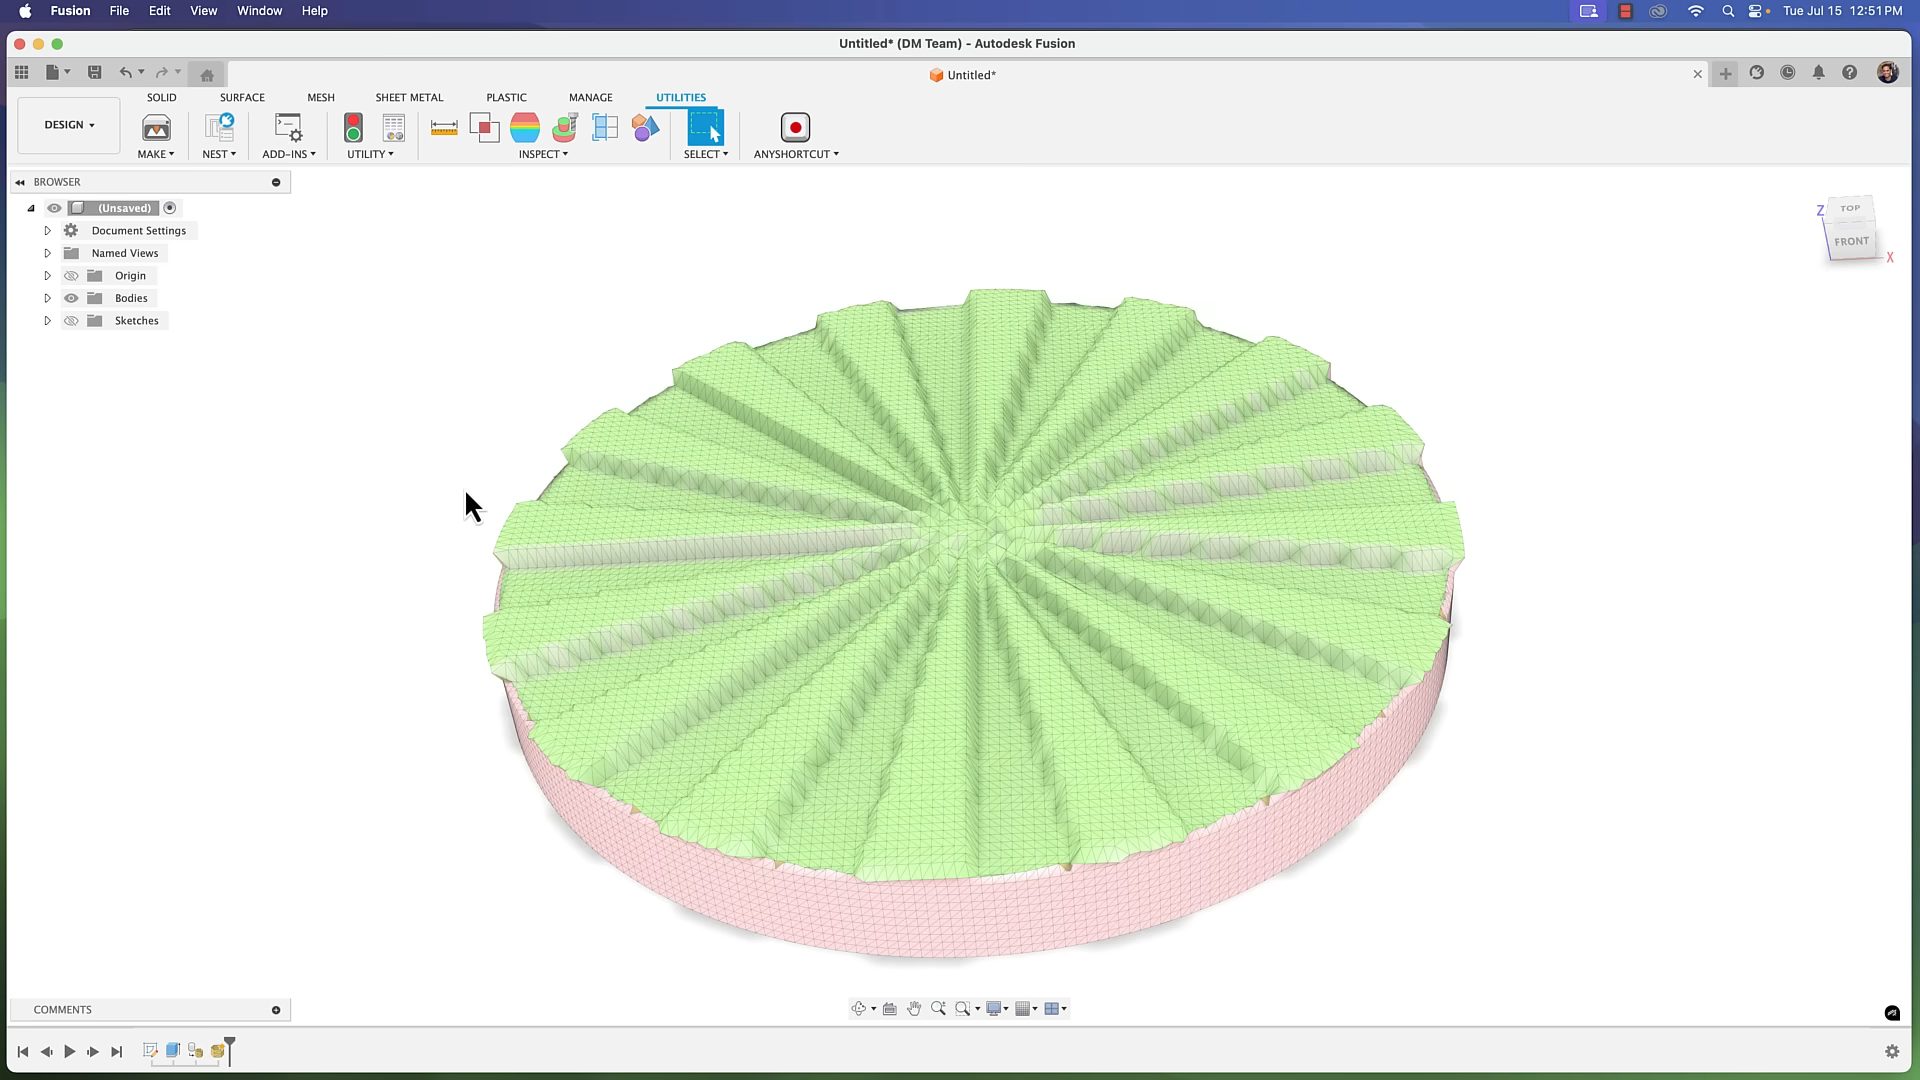 Fusion File Edit View Window Help Tue Jul 15 12:51 PM
Untitled* (DM Team) - Autodesk Fusion
Untitled*
SOLID SURFACE MESH SHEET METAL PLASTIC MANAGE UTILITIES
DESIGN
MAKE NEST ADD-INS UTILITY INSPECT SELECT ANYSHORTCUT
BROWSER
(Unsaved)
Document Settings
Named Views
Origin
Bodies
Sketches
Z TOP
FRONT
X
COMMENTS